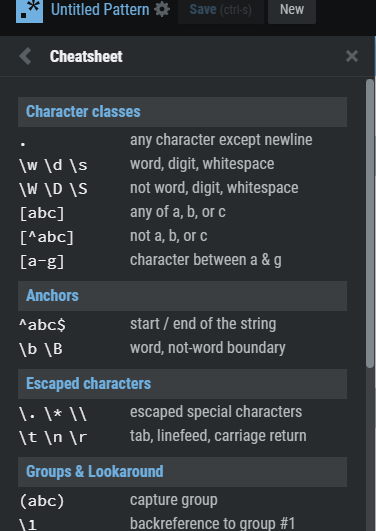 .* Untitled Pattern Save (ctrl-s) New
Cheatsheet
Character classes
. any character except newline
\w \d \s word, digit, whitespace
\W \D \S not word, digit, whitespace
[abc] any of a, b, or c
[^abc] not a, b, or c
[a-g] character between a & g
Anchors
^abc$ start / end of the string
\b \B word, not-word boundary
Escaped characters
\. \* \\ escaped special characters
\t \n \r tab, linefeed, carriage return
Groups & Lookaround
(abc) capture group
\1 backreference to group #1